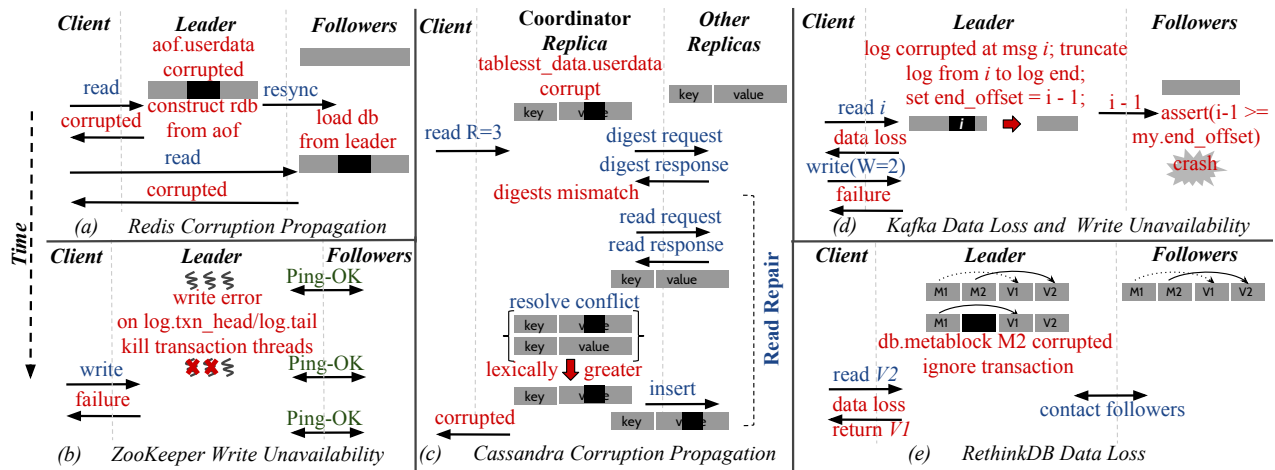 Time
Client
Leader
Followers
aof.userdata
corrupted
read
resync
corrupted
construct rdb
from aof
load db
from leader
read
corrupted
(a) Redis Corruption Propagation
Client
Leader
Followers
Ping-OK
write error
on log.txn_head/log.tail
kill transaction threads
write
Ping-OK
failure
Ping-OK
(b) ZooKeeper Write Unavailability
Client
Coordinator
Replica
Other
Replicas
tablesst_data.userdata
corrupt
key value
key value
read R=3
digest request
digest response
digests mismatch
read request
read response
key value
resolve conflict
key value
key value
lexically greater
key value
insert
key value
corrupted
Read Repair
(c) Cassandra Corruption Propagation
Client
Leader
Followers
log corrupted at msg i; truncate
log from i to log end;
set end_offset = i - 1;
read i
i
i - 1
data loss
assert(i-1 >=
my.end_offset)
write(W=2)
crash
failure
(d) Kafka Data Loss and Write Unavailability
Client
Leader
Followers
M1 M2 V1 V2
M1 M2 V1 V2
M1 V1 V2
db.metablock M2 corrupted
ignore transaction
read V2
data loss
return V1
contact followers
(e) RethinkDB Data Loss